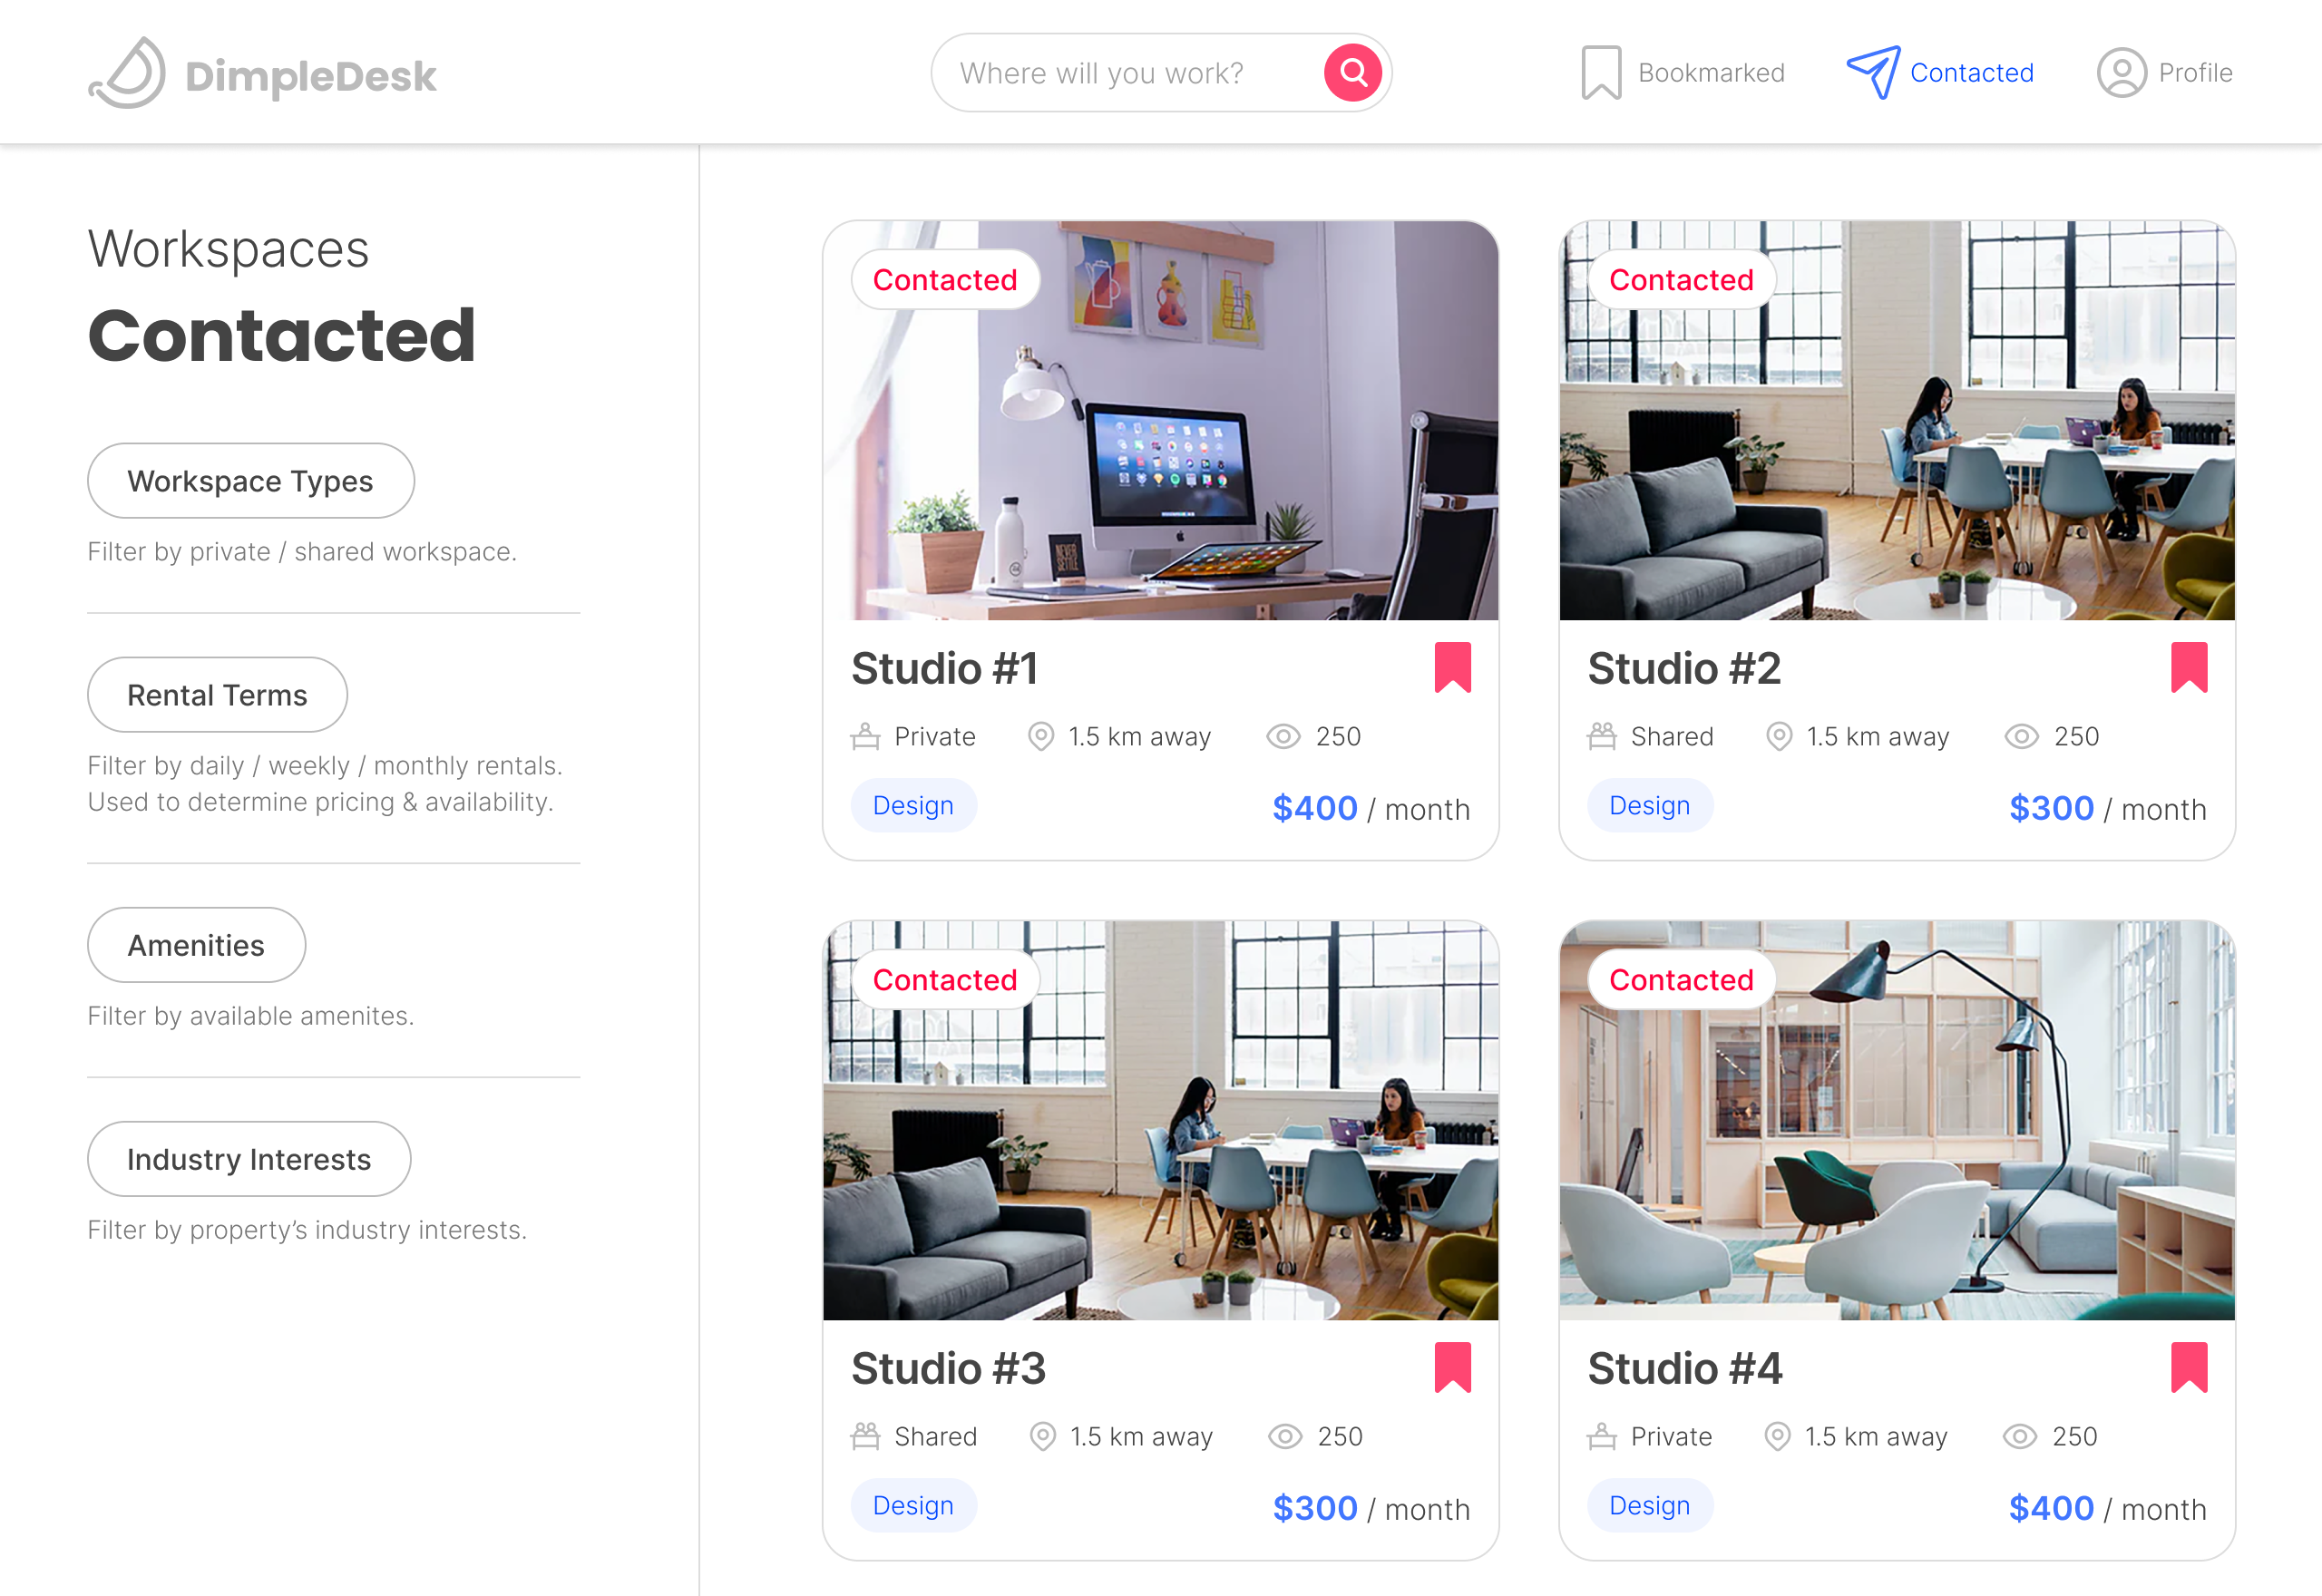 DimpleDesk
Where will you work?
Bookmarked
Contacted
Profile
Workspaces
Contacted
Workspace Types
Filter by private / shared workspace.
Rental Terms
Filter by daily / weekly / monthly rentals.
Used to determine pricing & availability.
Amenities
Filter by available amenites.
Industry Interests
Filter by property’s industry interests.
Contacted
NEVER
SETTLE
Studio #1
Private
1.5 km away
250
Design
$400 / month
Contacted
Studio #2
Shared
1.5 km away
250
Design
$300 / month
Contacted
Studio #3
Shared
1.5 km away
250
Design
$300 / month
Contacted
Studio #4
Private
1.5 km away
250
Design
$400 / month